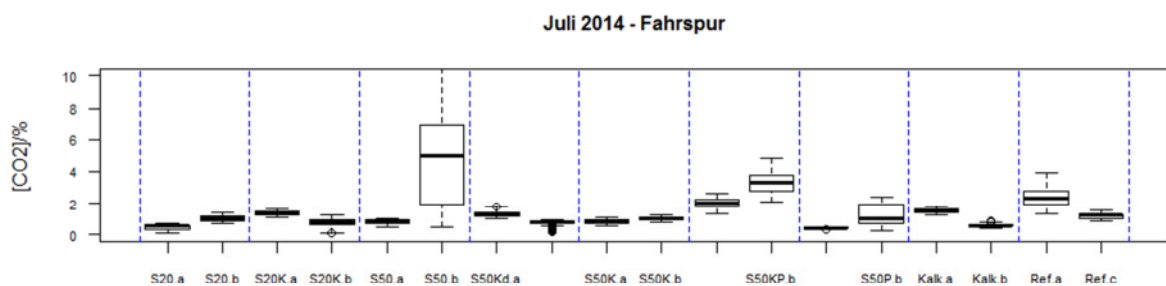 Juli 2014 - Fahrspur
[CO2]/%
10
8
6
4
2
0
S20.a S20.b S20K.a S20K.b S50.a S50.b S50Kd.a S50K.a S50K.b S50KP.b S50P.b Kalk.a Kalk.b Ref.a Ref.c